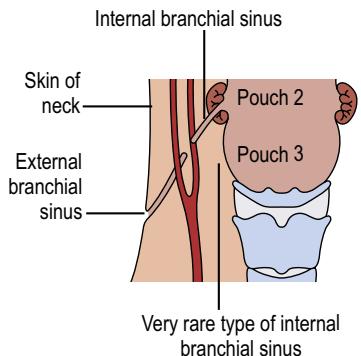 Internal branchial sinus
Skin of
neck
Pouch 2
Pouch 3
External
branchial
sinus
Very rare type of internal
branchial sinus